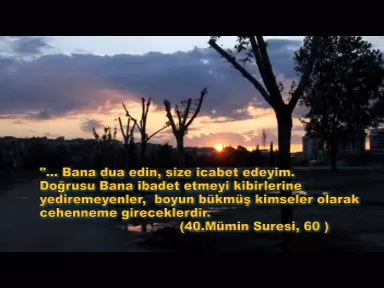 "... Bana dua edin, size icabet edeyim.
Doğrusu Bana ibadet etmeyi kibirlerine
yediremeyenler, boyun bükmüş kimseler olarak
cehenneme gireceklerdir.
(40.Mümin Suresi, 60 )